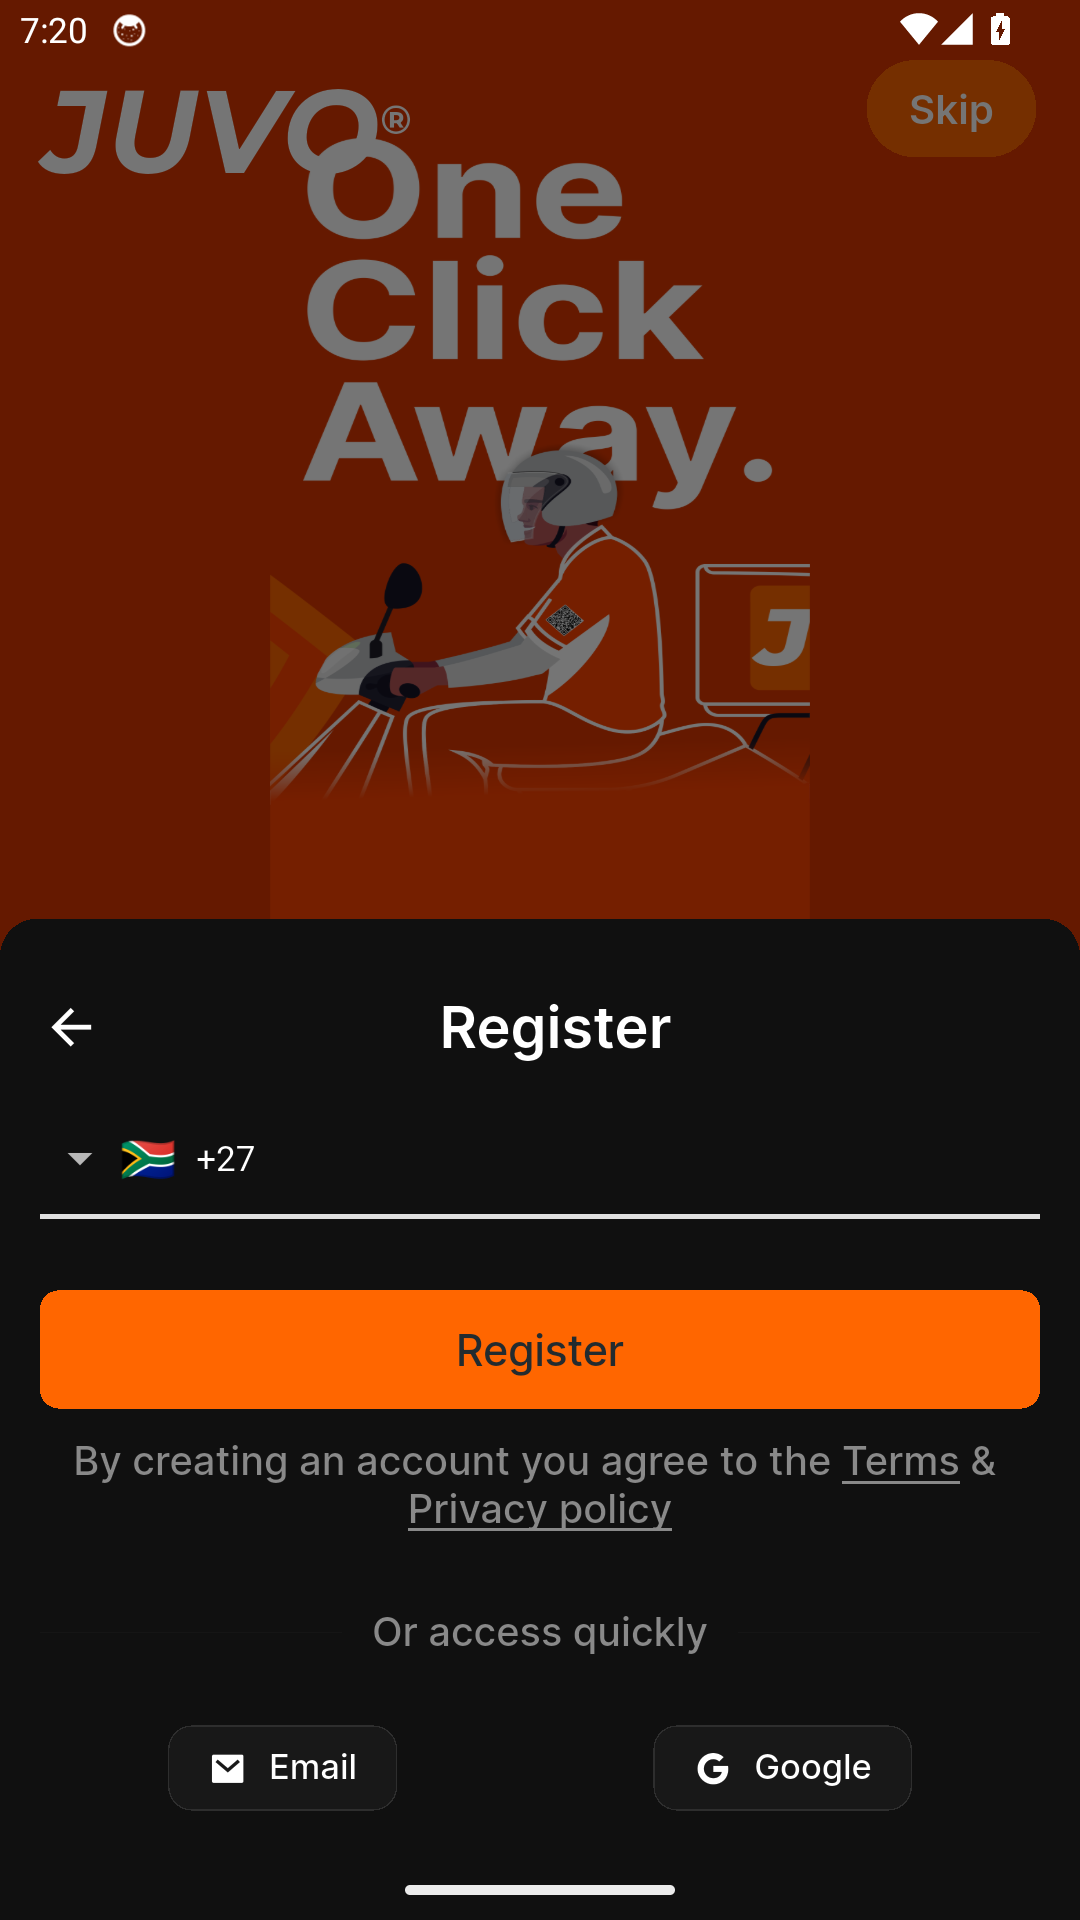 7:20
JUVO®
Skip
One
Click
Away.
J
Register
+27
Register
By creating an account you agree to the Terms &
Privacy policy
Or access quickly
Email
Google